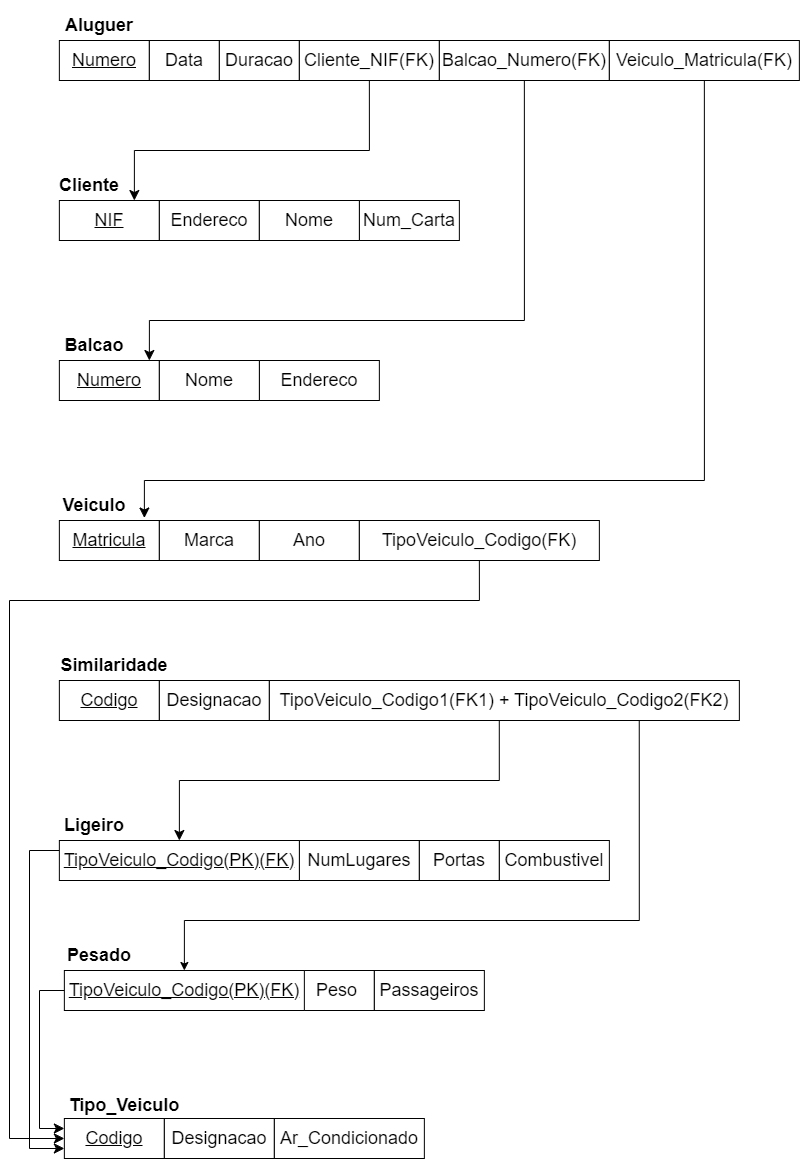 Aluguer
Numero Data Duracao Cliente_NIF(FK) Balcao_Numero(FK) Veiculo_Matricula(FK)
Cliente
NIF Endereco Nome Num_Carta
Balcao
Numero Nome Endereco
Veiculo
Matricula Marca Ano TipoVeiculo_Codigo(FK)
Similaridade
Codigo Designacao TipoVeiculo_Codigo1(FK1) + TipoVeiculo_Codigo2(FK2)
Ligeiro
TipoVeiculo_Codigo(PK)(FK) NumLugares Portas Combustivel
Pesado
TipoVeiculo_Codigo(PK)(FK) Peso Passageiros
Tipo_Veiculo
Codigo Designacao Ar_Condicionado